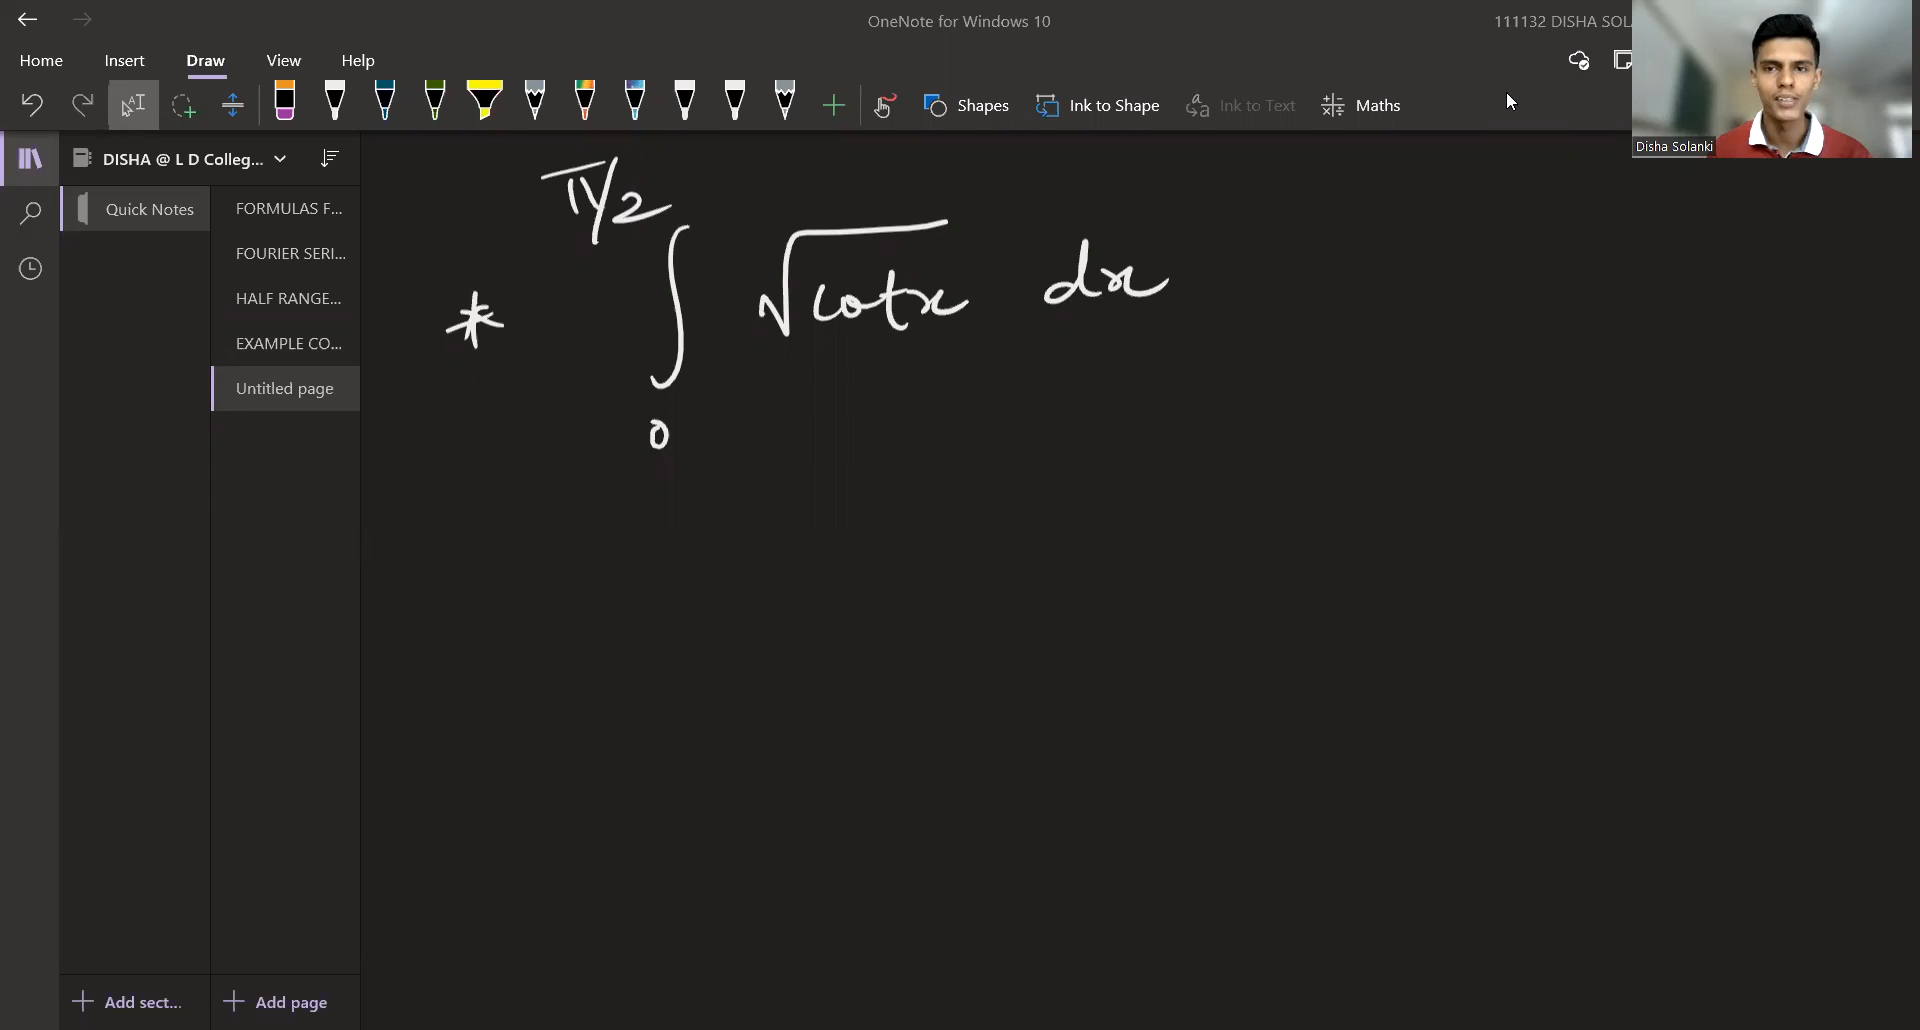 OneNote for Windows 10
111132 DISHA SOLA
Home Insert Draw View Help
Shapes Ink to Shape Ink to Text Maths
Disha Solanki
DISHA @ L D Colleg...
Quick Notes
FORMULAS F...
FOURIER SERI...
HALF RANGE...
EXAMPLE CO...
Untitled page
π/2
* ∫ √cotx dx
0
Add sect...
Add page